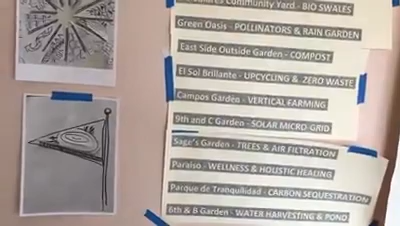 Community Yard - BIO SWALES
Green Oasis - POLLINATORS & RAIN GARDEN
East Side Outside Garden - COMPOST
El Sol Brillante - UPCYCLING & ZERO WASTE
Campos Garden - VERTICAL FARMING
9th and C Garden - SOLAR MICRO-GRID
Sage's Garden - TREES & AIR FILTRATION
Paraiso - WELLNESS & HOLISTIC HEALING
Parque de Tranquilidad - CARBON SEQUESTRATION
6th & B Garden - WATER HARVESTING & POND